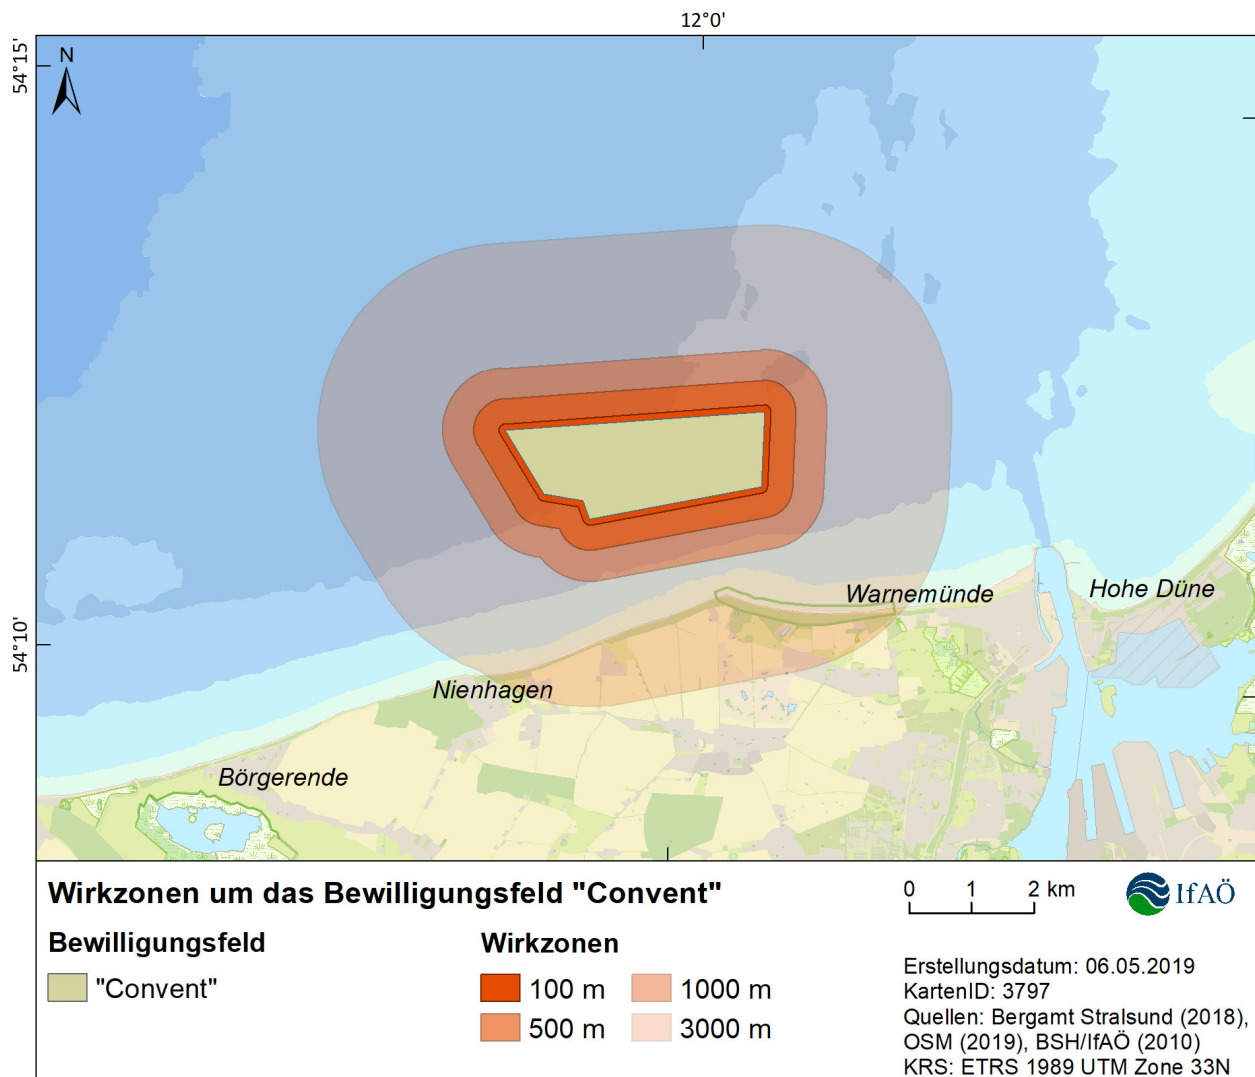 12°0'
54°15'
N
Warnemünde
Hohe Düne
54°10'
Nienhagen
Börgerende
Wirkzonen um das Bewilligungsfeld "Convent"
0 1 2 km
IfAÖ
Bewilligungsfeld
"Convent"
Wirkzonen
100 m
1000 m
500 m
3000 m
Erstellungsdatum: 06.05.2019
KartenID: 3797
Quellen: Bergamt Stralsund (2018),
OSM (2019), BSH/IfAÖ (2010)
KRS: ETRS 1989 UTM Zone 33N